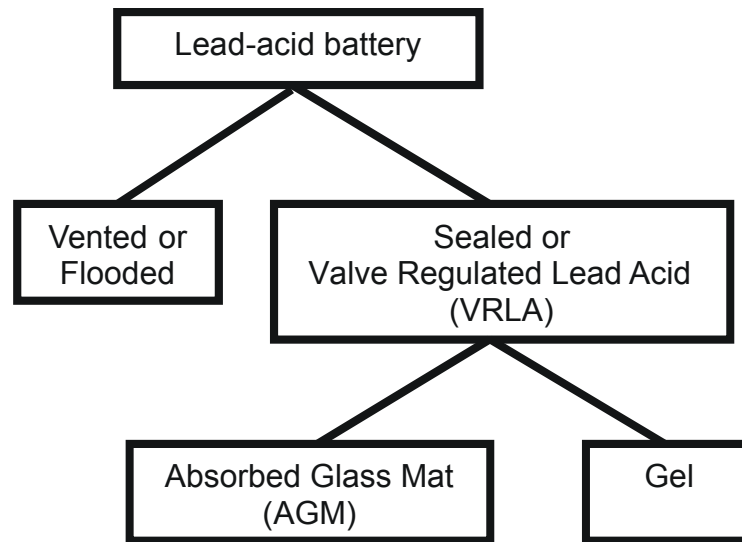 Lead-acid battery
Vented or
Flooded
Sealed or
Valve Regulated Lead Acid
(VRLA)
Absorbed Glass Mat
(AGM)
Gel